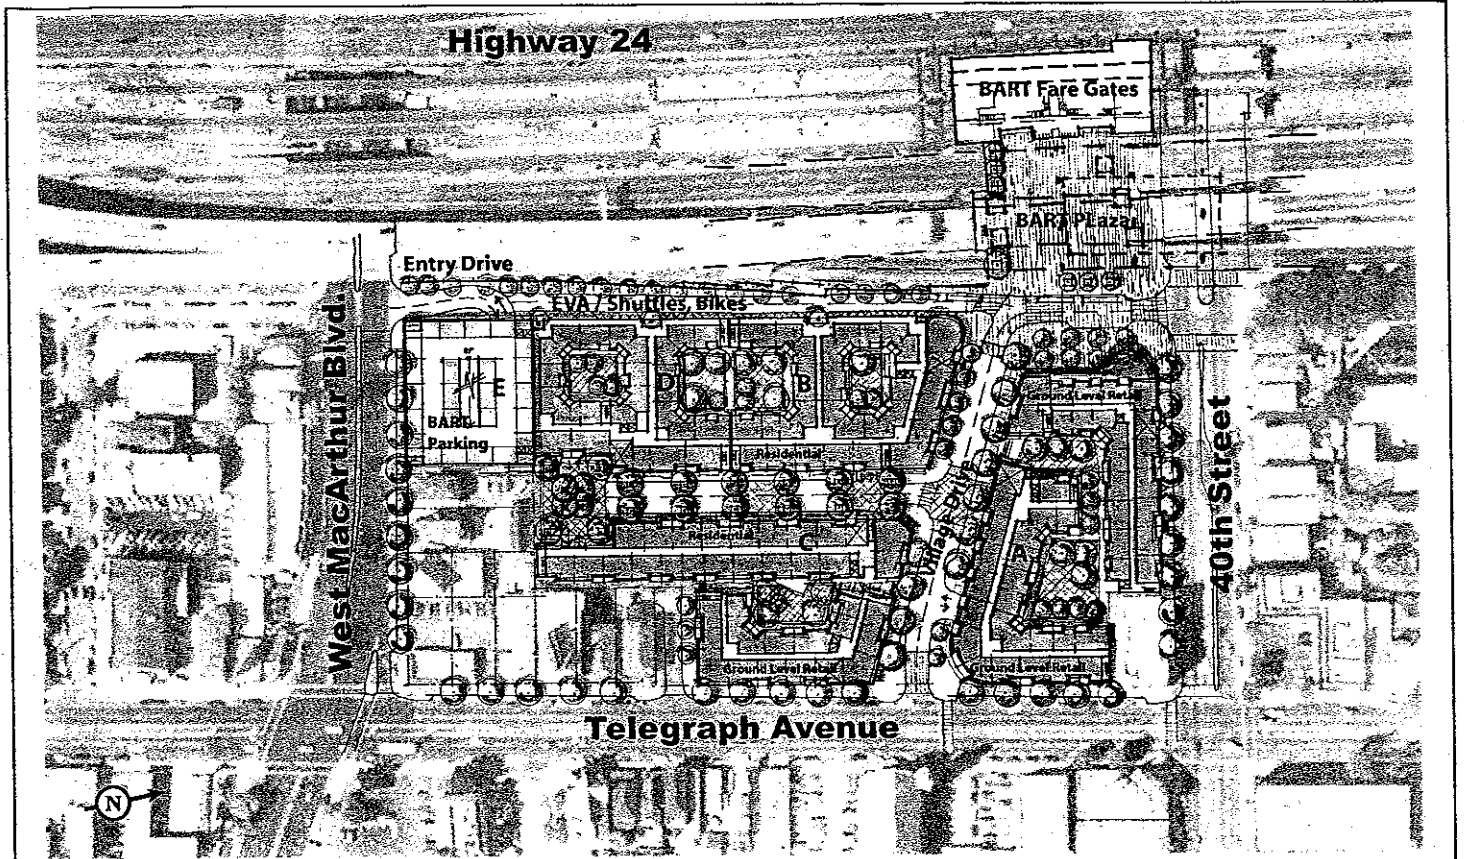 Highway 24
BART Fare Gates
BART Plaza
Entry Drive
EVA / Shuttles, Bikes
West MacArthur Blvd.
E
BART
Parking
D
B
Residential
Ground Level Retail
40th Street
Village Drive
Residential
C
A
Ground Level Retail
Ground Level Retail
Telegraph Avenue
N